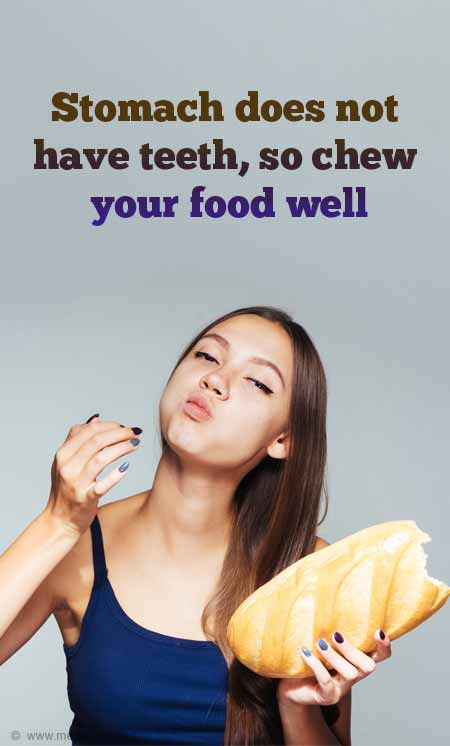 Stomach does not
have teeth, so chew
your food well
© www.me